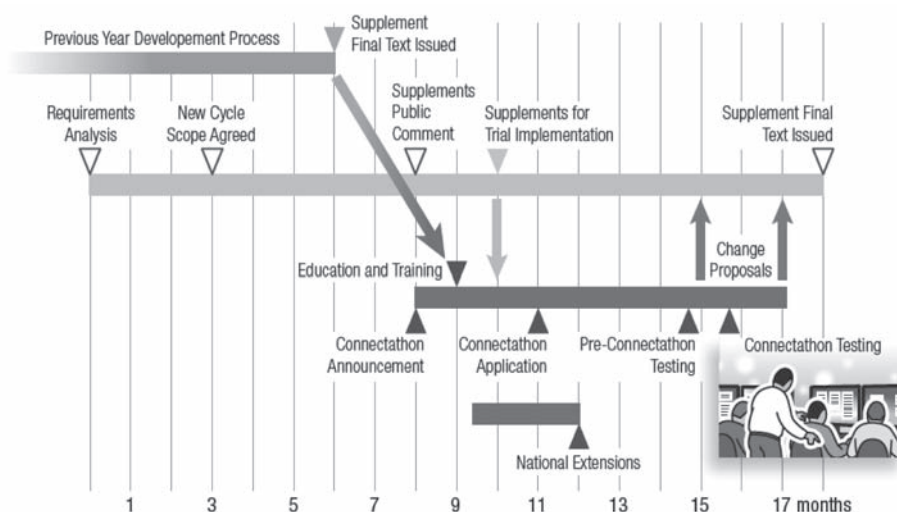 Previous Year Developement Process
Supplement
Final Text Issued
Requirements
Analysis
New Cycle
Scope Agreed
Supplements
Public
Comment
Supplements for
Trial Implementation
Supplement Final
Text Issued
Education and Training
Change
Proposals
Connectathon
Announcement
Connectathon
Application
Pre-Connectathon
Testing
Connectathon Testing
National Extensions
1 3 5 7 9 11 13 15 17 months